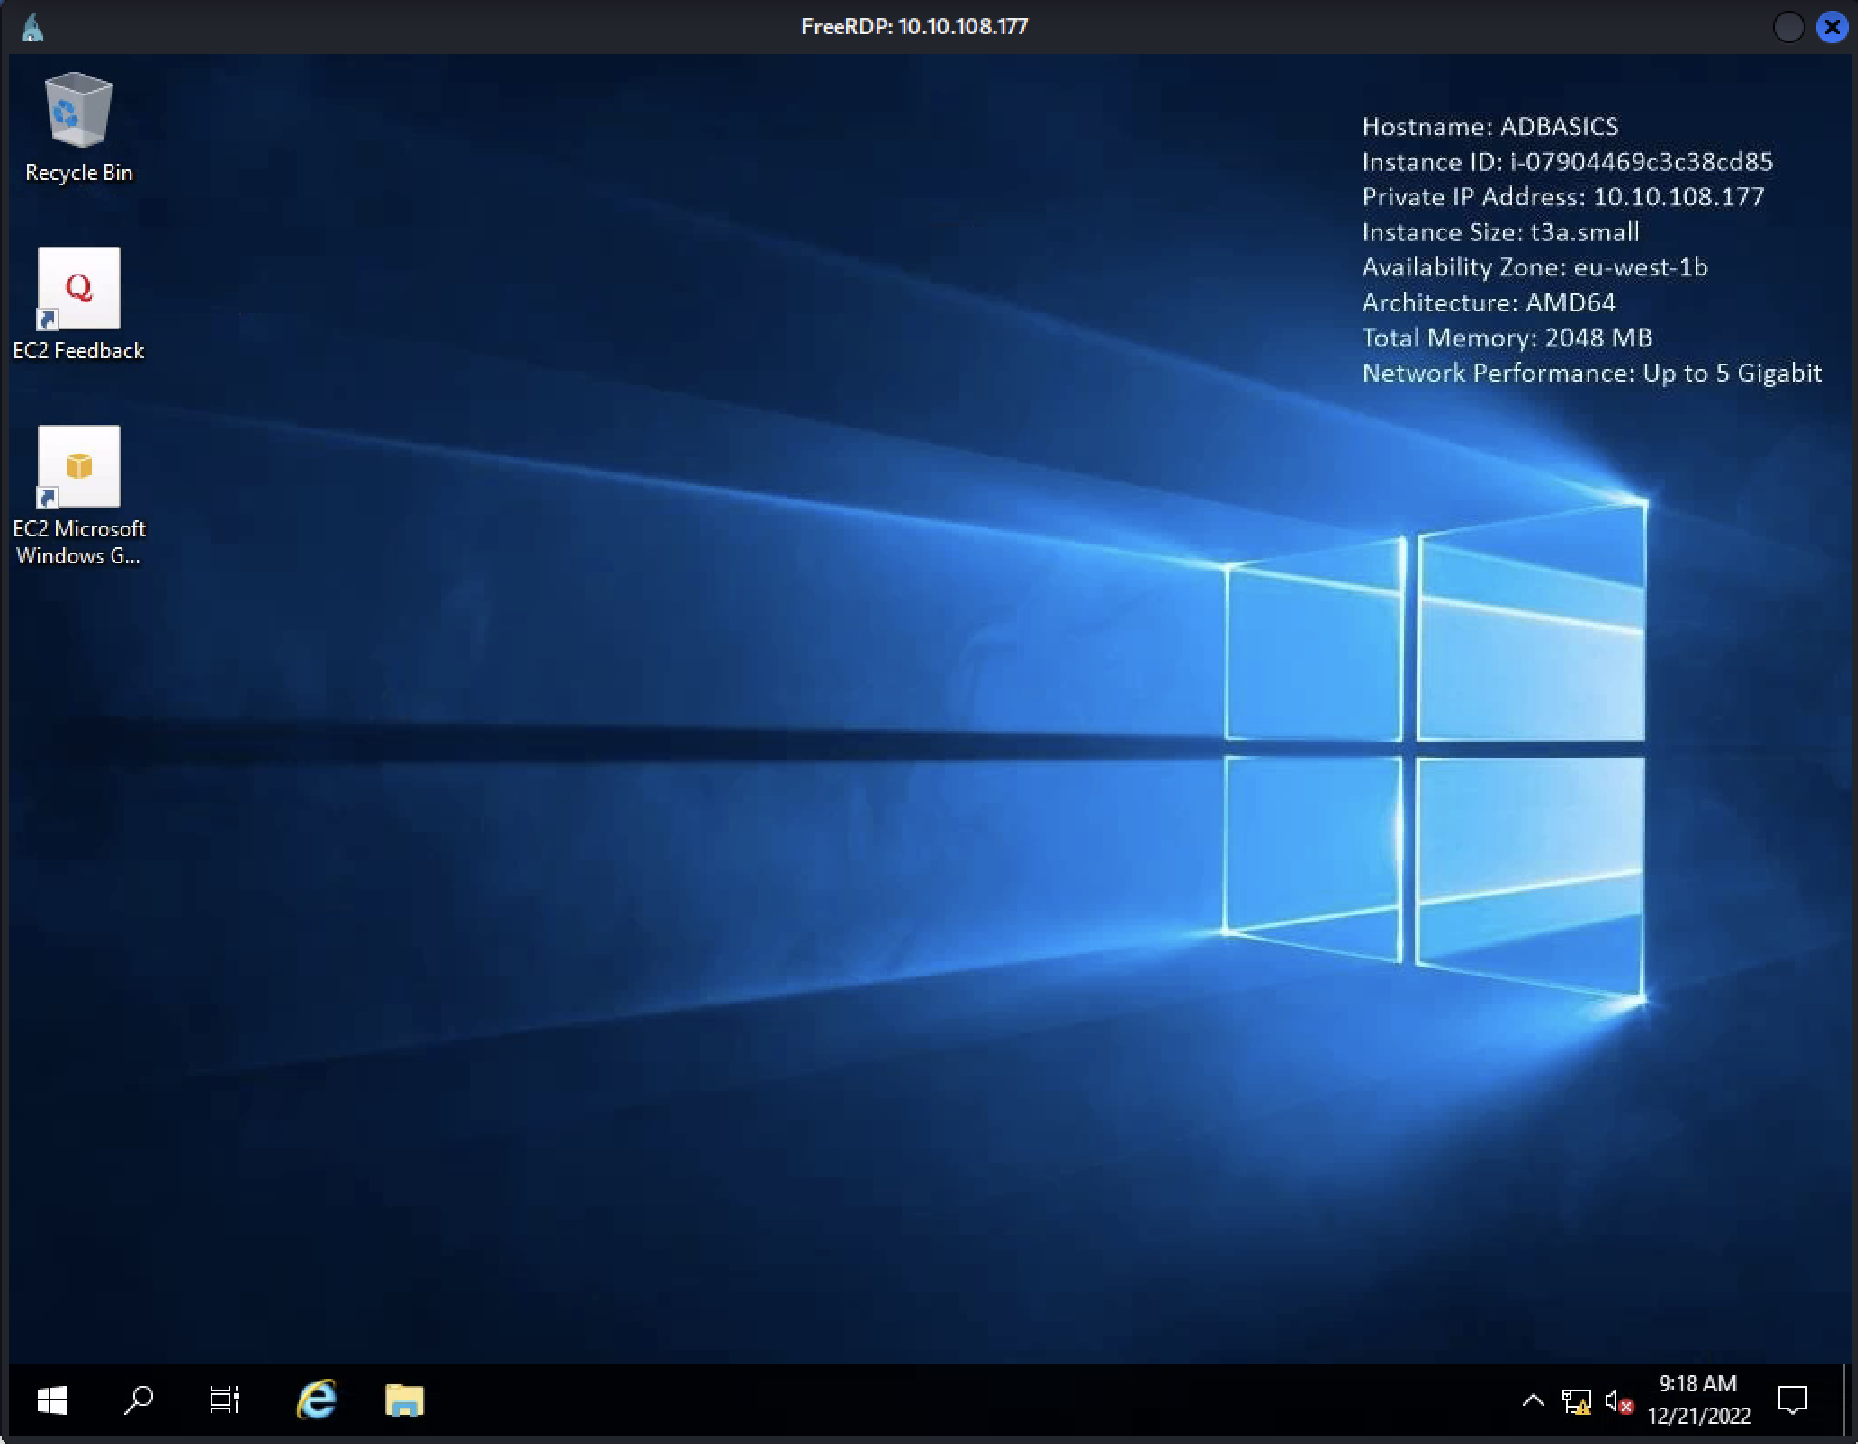 FreeRDP: 10.10.108.177
Recycle Bin
Q
EC2 Feedback
EC2 Microsoft
Windows G...
Hostname: ADBASICS
Instance ID: i-07904469c3c38cd85
Private IP Address: 10.10.108.177
Instance Size: t3a.small
Availability Zone: eu-west-1b
Architecture: AMD64
Total Memory: 2048 MB
Network Performance: Up to 5 Gigabit
9:18 AM
12/21/2022